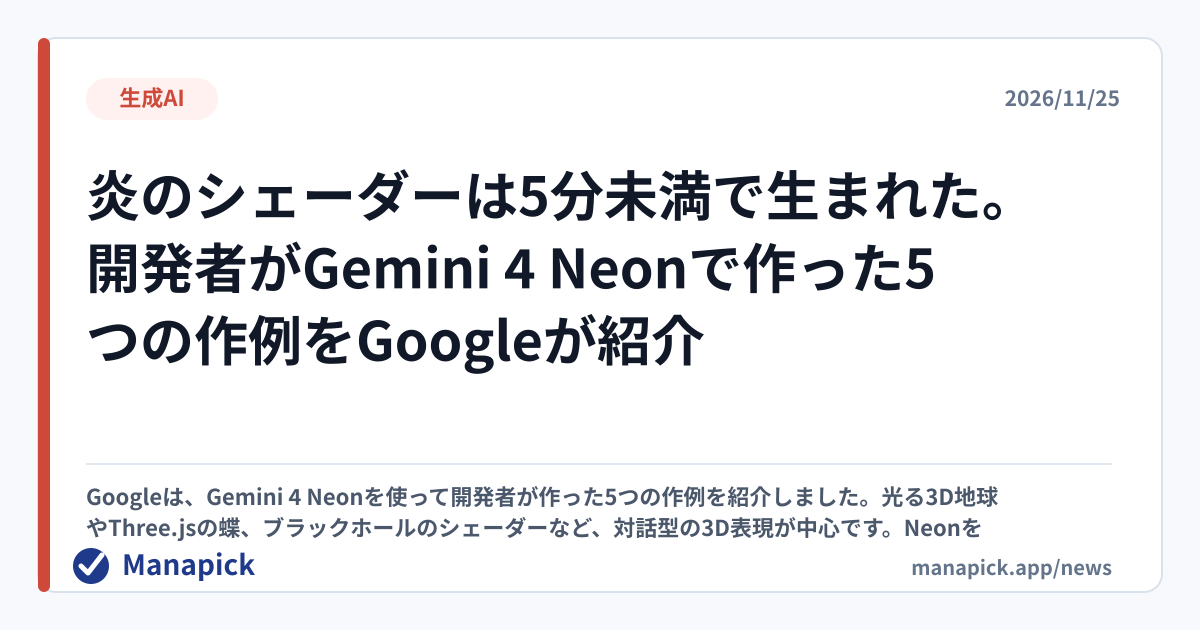 生成AI
2026/11/25
炎のシェーダーは5分未満で生まれた。
開発者がGemini 4 Neonで作った5
つの作例をGoogleが紹介
Googleは、Gemini 4 Neonを使って開発者が作った5つの作例を紹介しました。光る3D地球
やThree.jsの蝶、ブラックホールのシェーダーなど、対話型の3D表現が中心です。Neonを
Manapick
manapick.app/news